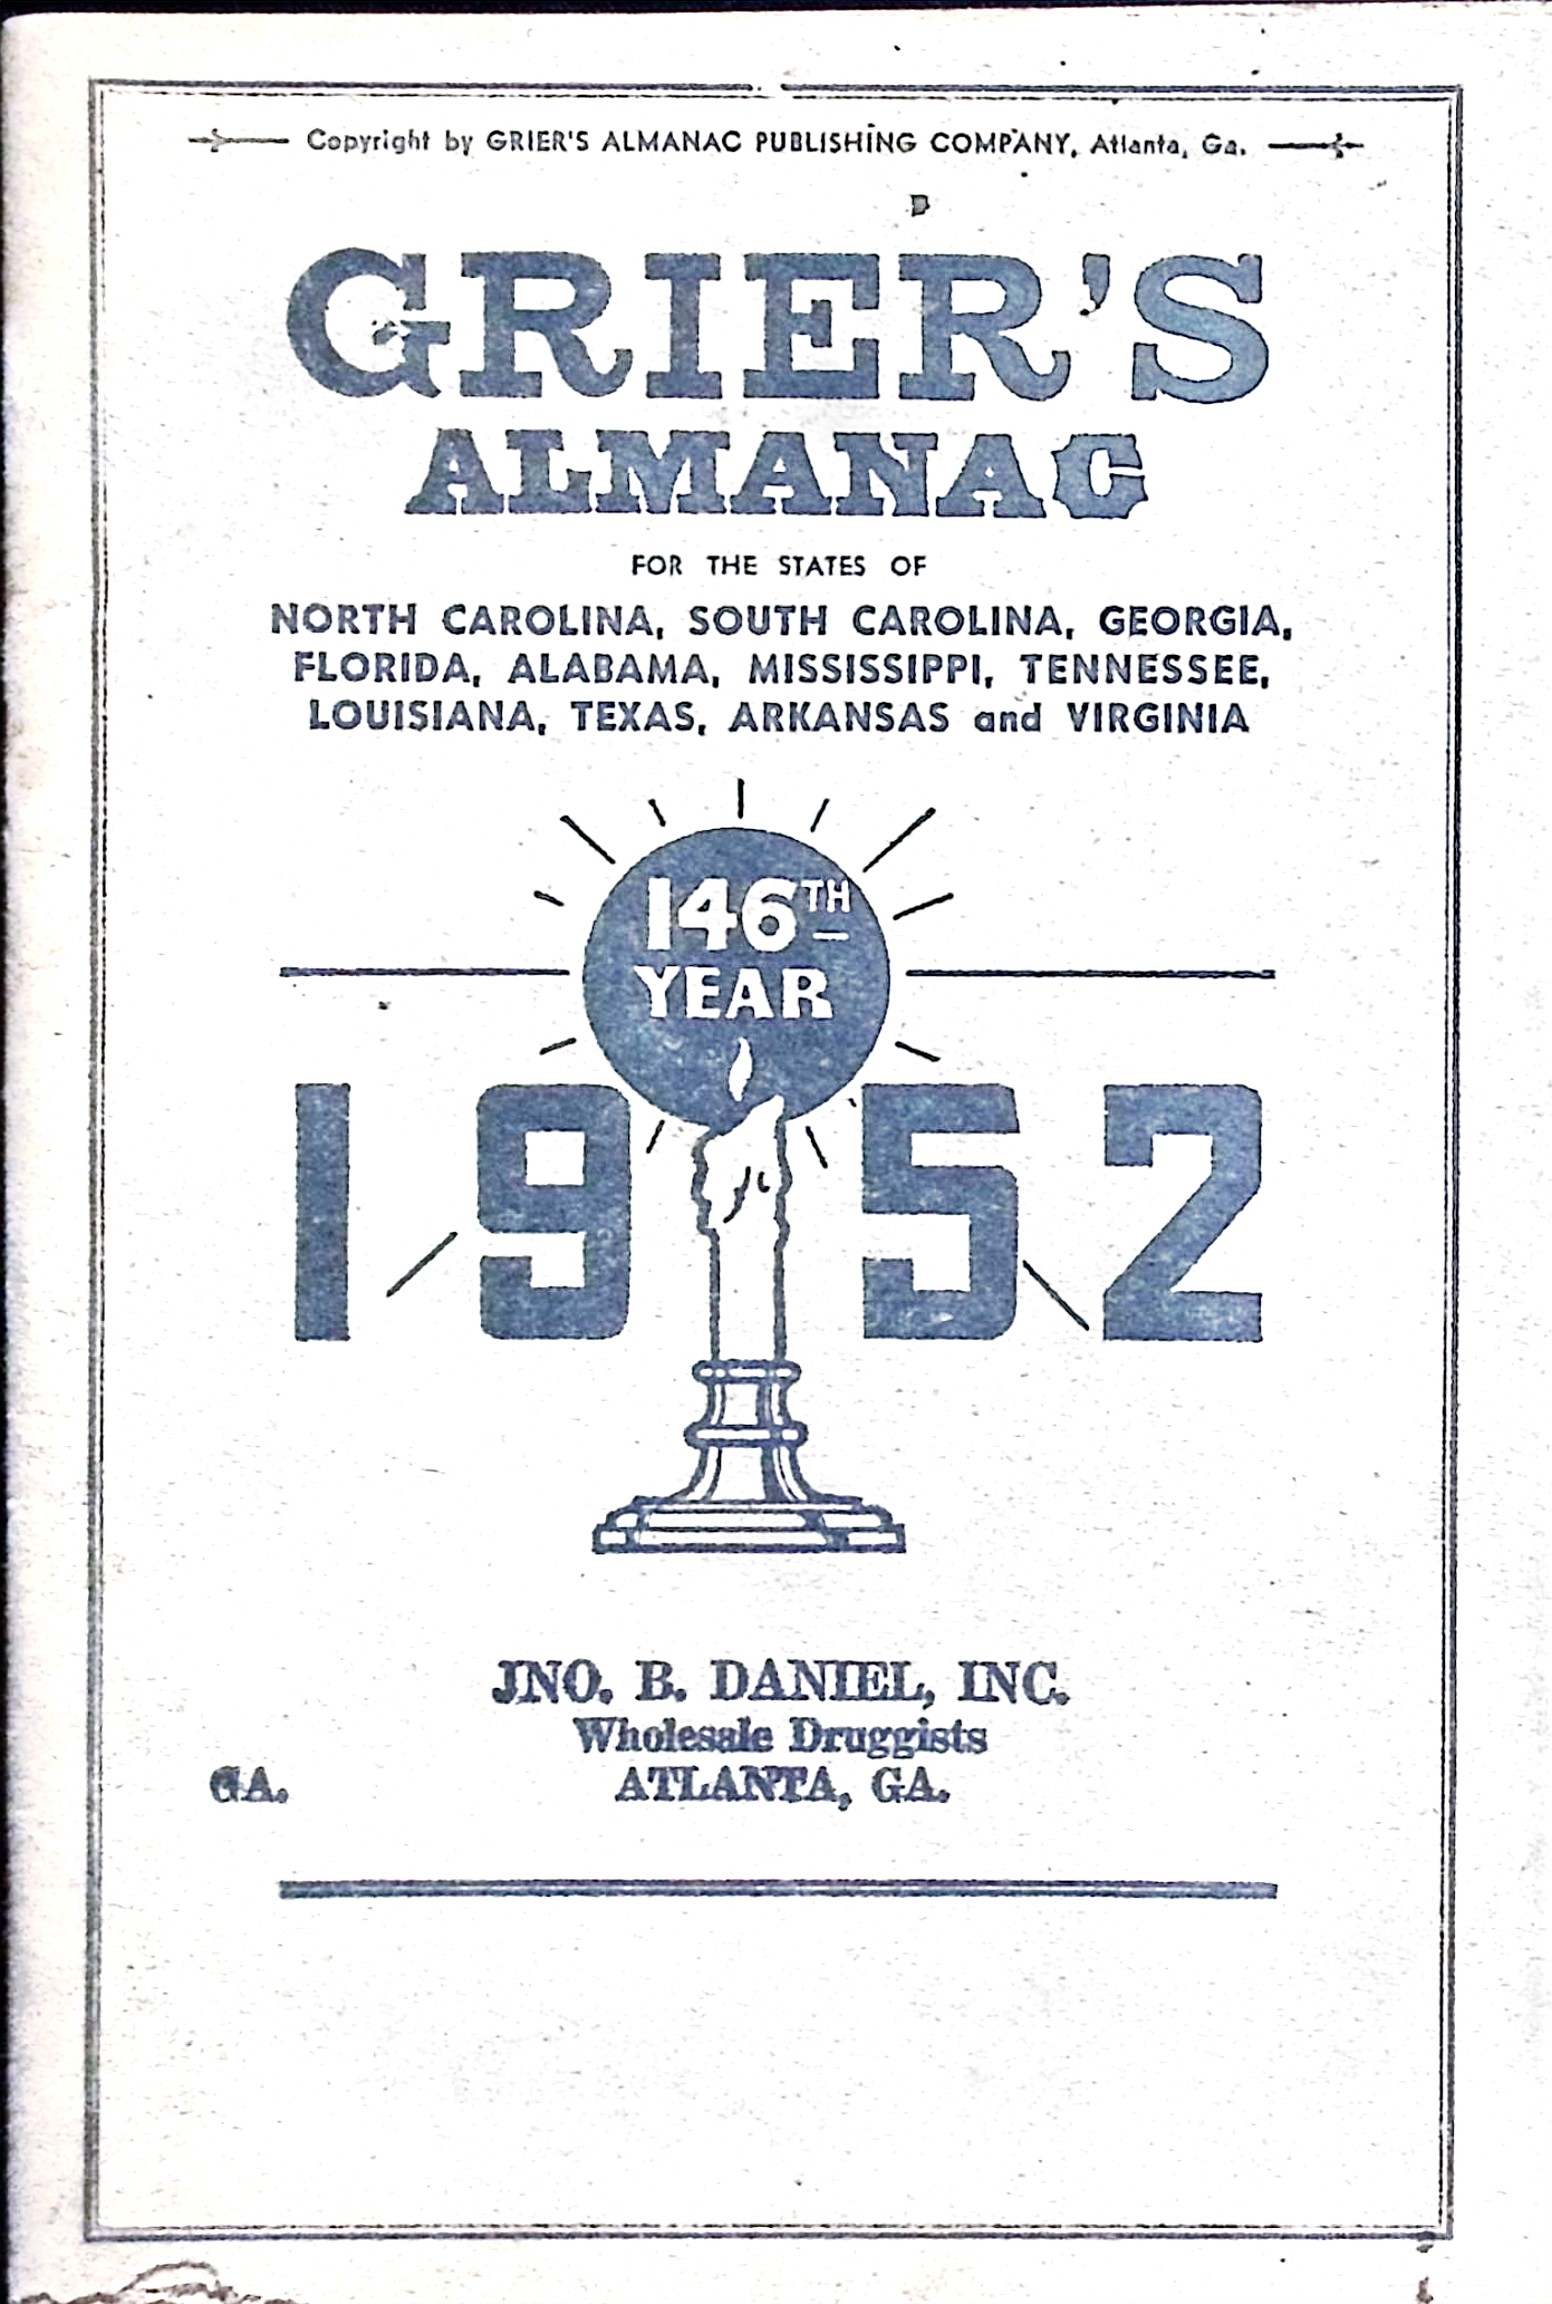 Copyright by GRIER'S ALMANAC PUBLISHING COMPANY, Atlanta, Ga.
GRIER'S
ALMANAC
FOR THE STATES OF
NORTH CAROLINA, SOUTH CAROLINA, GEORGIA,
FLORIDA, ALABAMA, MISSISSIPPI, TENNESSEE,
LOUISIANA, TEXAS, ARKANSAS and VIRGINIA
146TH
YEAR
1952
JNO. B. DANIEL, INC.
Wholesale Druggists
GA. ATLANTA, GA.